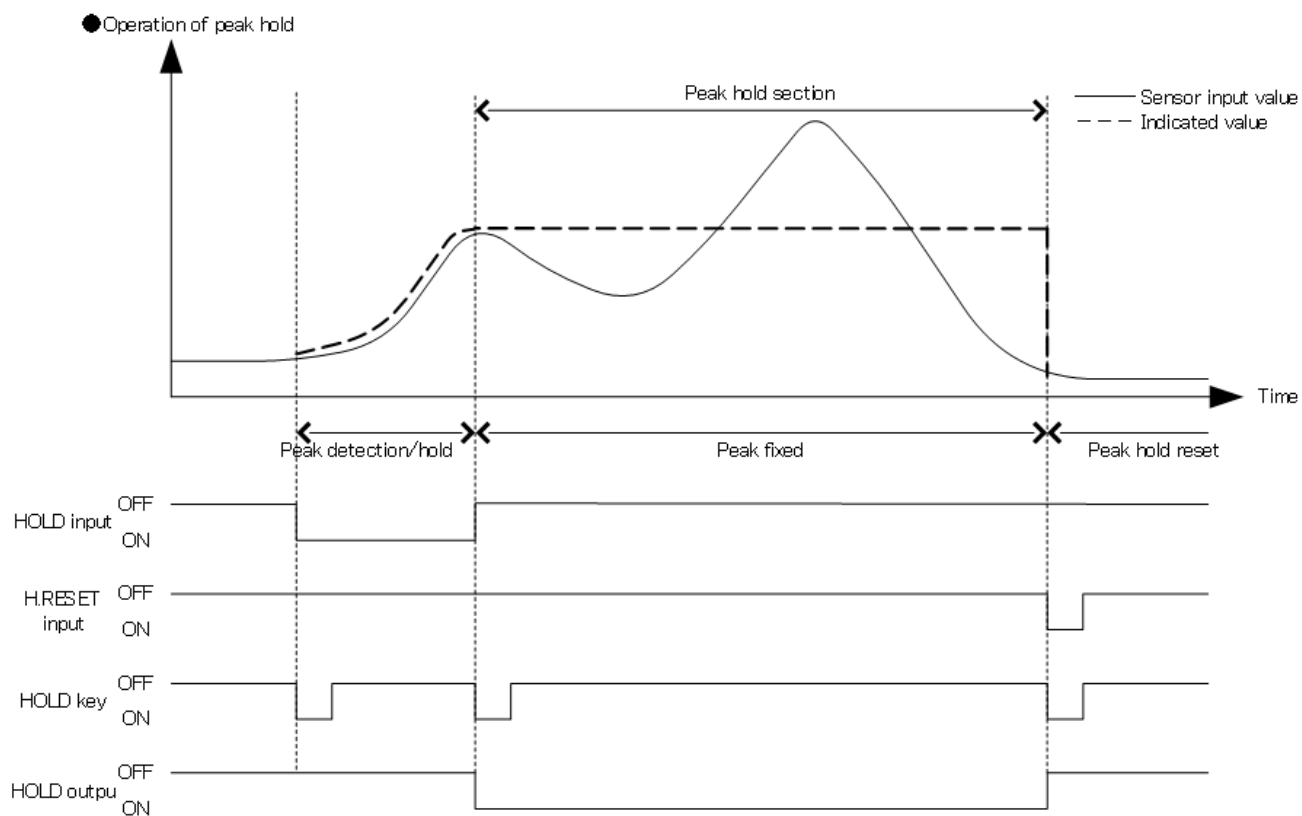 ●Operation of peak hold
Peak hold section
Sensor input value
Indicated value
Time
Peak detection/hold
Peak fixed
Peak hold reset
HOLD input
OFF
ON
H.RESET
input
OFF
ON
HOLD key
OFF
ON
HOLD outpu
OFF
ON